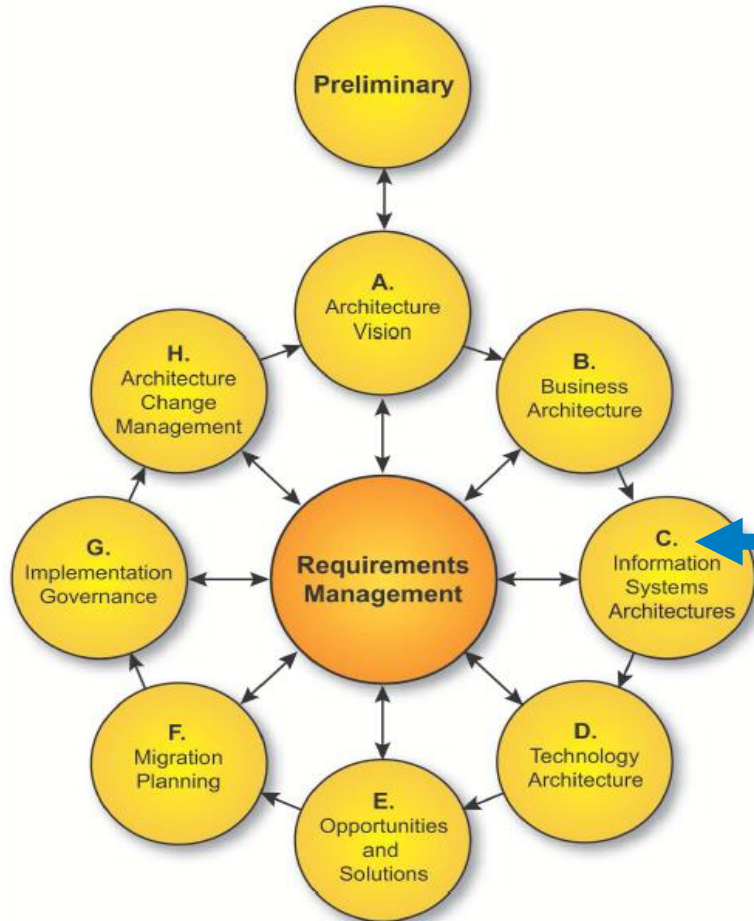 Preliminary
A.
Architecture
Vision
B.
Business
Architecture
C.
Information
Systems
Architectures
D.
Technology
Architecture
E.
Opportunities
and
Solutions
F.
Migration
Planning
G.
Implementation
Governance
H.
Architecture
Change
Management
Requirements
Management